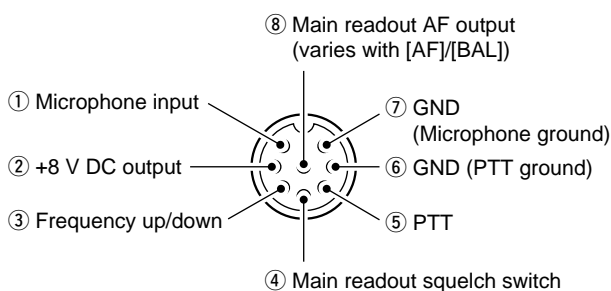 ⑧ Main readout AF output
(varies with [AF]/[BAL])
① Microphone input
⑦ GND
(Microphone ground)
② +8 V DC output
⑥ GND (PTT ground)
③ Frequency up/down
⑤ PTT
④ Main readout squelch switch